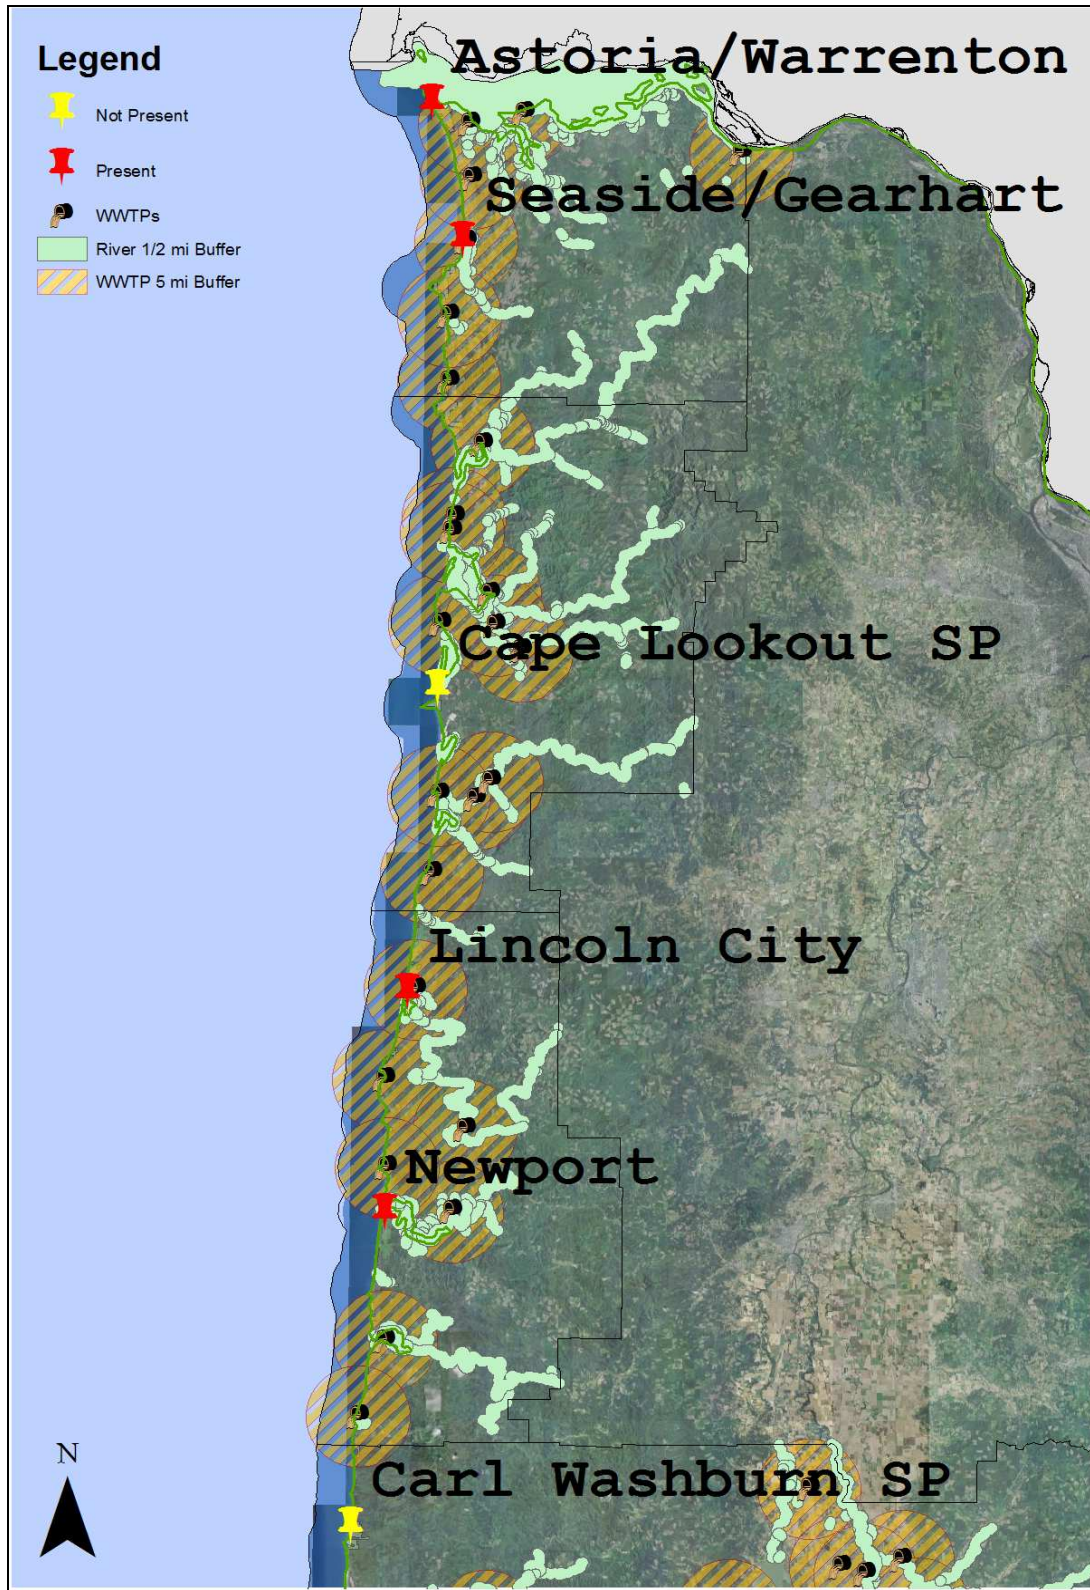 Legend
Not Present
Present
WWTPs
River 1/2 mi Buffer
WWTP 5 mi Buffer
Astoria/Warrenton
Seaside/Gearhart
Cape Lookout SP
Lincoln City
Newport
Carl Washburn SP
N